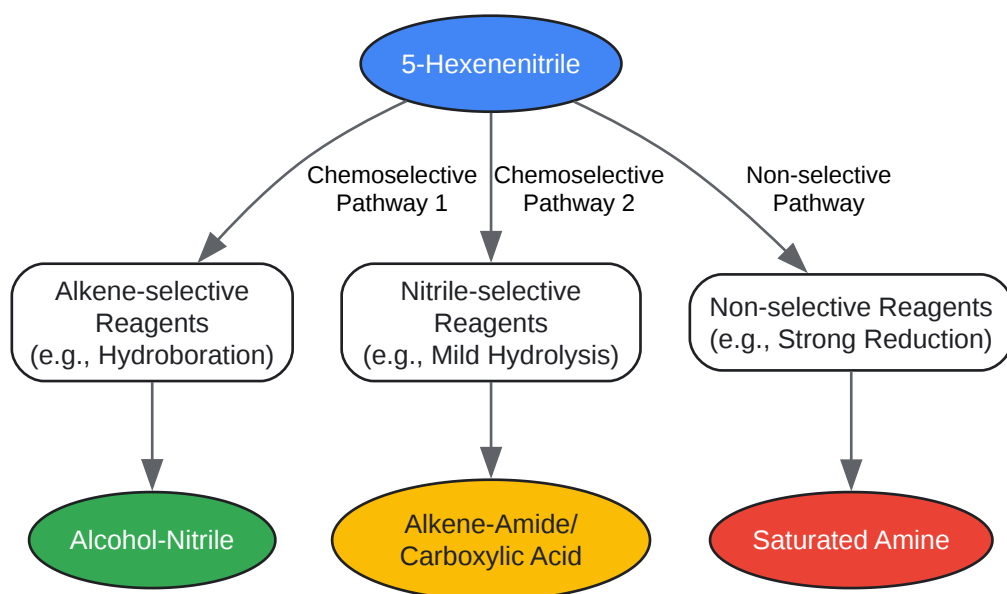 5-Hexenenitrile
Chemoselective
Pathway 1
Chemoselective
Pathway 2
Non-selective
Pathway
Alkene-selective
Reagents
(e.g., Hydroboration)
Nitrile-selective
Reagents
(e.g., Mild Hydrolysis)
Non-selective Reagents
(e.g., Strong Reduction)
Alcohol-Nitrile
Alkene-Amide/
Carboxylic Acid
Saturated Amine